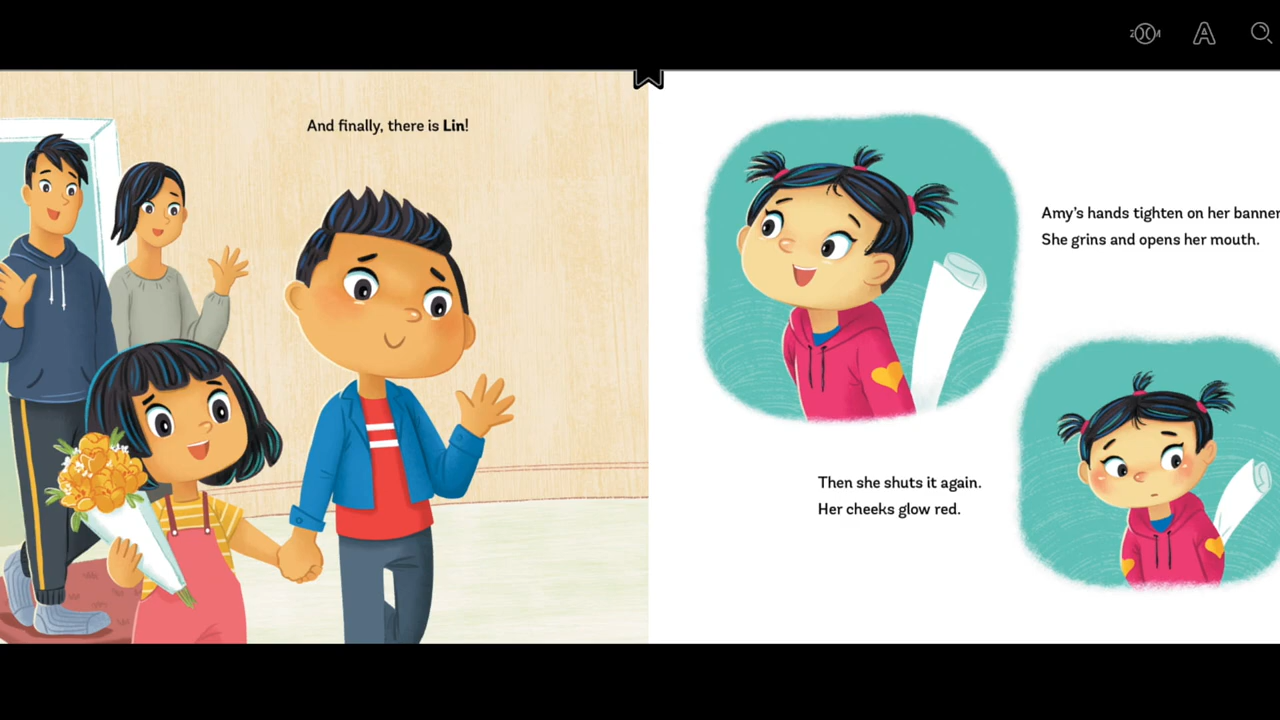 And finally, there is Lin!
Amy's hands tighten on her banner
She grins and opens her mouth.
Then she shuts it again.
Her cheeks glow red.